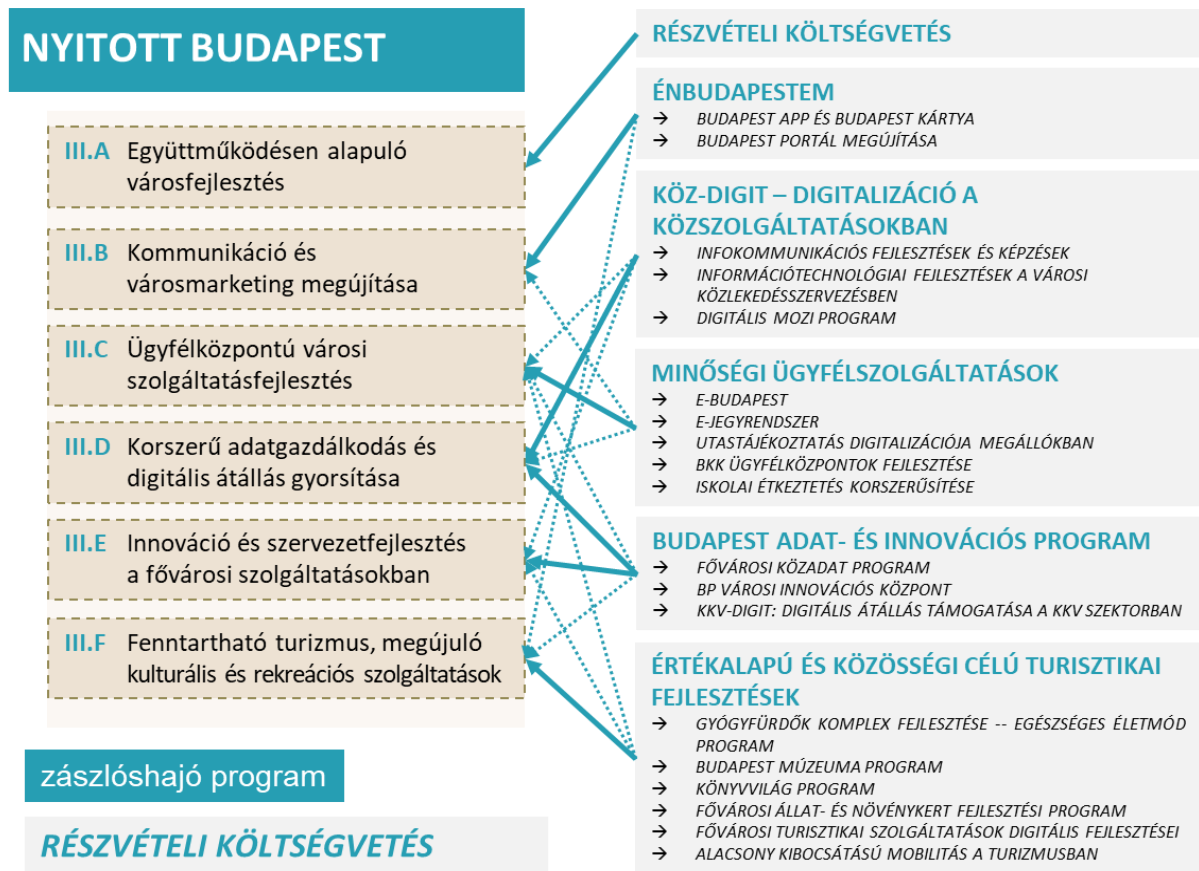 NYITOTT BUDAPEST
III.A Együttműködésen alapuló
városfejlesztés
III.B Kommunikáció és
városmarketing megújítása
III.C Ügyfélközpontú városi
szolgáltatásfejlesztés
III.D Korszerű adatgazdálkodás és
digitális átállás gyorsítása
III.E Innováció és szervezetfejlesztés
a fővárosi szolgáltatásokban
III.F Fenntartható turizmus, megújuló
kulturális és rekreációs szolgáltatások
zászlóshajó program
RÉSZVÉTELI KÖLTSÉGVETÉS
RÉSZVÉTELI KÖLTSÉGVETÉS
ÉNBUDAPESTEM
→ BUDAPEST APP ÉS BUDAPEST KÁRTYA
→ BUDAPEST PORTÁL MEGÚJÍTÁSA
KÖZ-DIGIT – DIGITALIZÁCIÓ A
KÖZSZOLGÁLTATÁSOKBAN
→ INFOKOMMUNIKÁCIÓS FEJLESZTÉSEK ÉS KÉPZÉSEK
→ INFORMÁCIÓTECHNOLÓGIAI FEJLESZTÉSEK A VÁROSI
KÖZLEKEDÉSSZERVEZÉSBEN
→ DIGITÁLIS MOZI PROGRAM
MINŐSÉGI ÜGYFÉLSZOLGÁLTATÁSOK
→ E-BUDAPEST
→ E-JEGYRENDSZER
→ UTASTÁJÉKOZTATÁS DIGITALIZÁCIÓJA MEGÁLLÓKBAN
→ BKK ÜGYFÉLKÖZPONTOK FEJLESZTÉSE
→ ISKOLAI ÉTKEZTETÉS KORSZERŰSÍTÉSE
BUDAPEST ADAT- ÉS INNOVÁCIÓS PROGRAM
→ FŐVÁROSI KÖZADAT PROGRAM
→ BP VÁROSI INNOVÁCIÓS KÖZPONT
→ KKV-DIGIT: DIGITÁLIS ÁTÁLLÁS TÁMOGATÁSA A KKV SZEKTORBAN
ÉRTÉKALAPÚ ÉS KÖZÖSSÉGI CÉLÚ TURISZTIKAI
FEJLESZTÉSEK
→ GYÓGYFÜRDŐK KOMPLEX FEJLESZTÉSE -- EGÉSZSÉGES ÉLETMÓD
PROGRAM
→ BUDAPEST MÚZEUMA PROGRAM
→ KÖNYVVILÁG PROGRAM
→ FŐVÁROSI ÁLLAT- ÉS NÖVÉNYKERT FEJLESZTÉSI PROGRAM
→ FŐVÁROSI TURISZTIKAI SZOLGÁLTATÁSOK DIGITÁLIS FEJLESZTÉSEI
→ ALACSONY KIBOCSÁTÁSÚ MOBILITÁS A TURIZMUSBAN